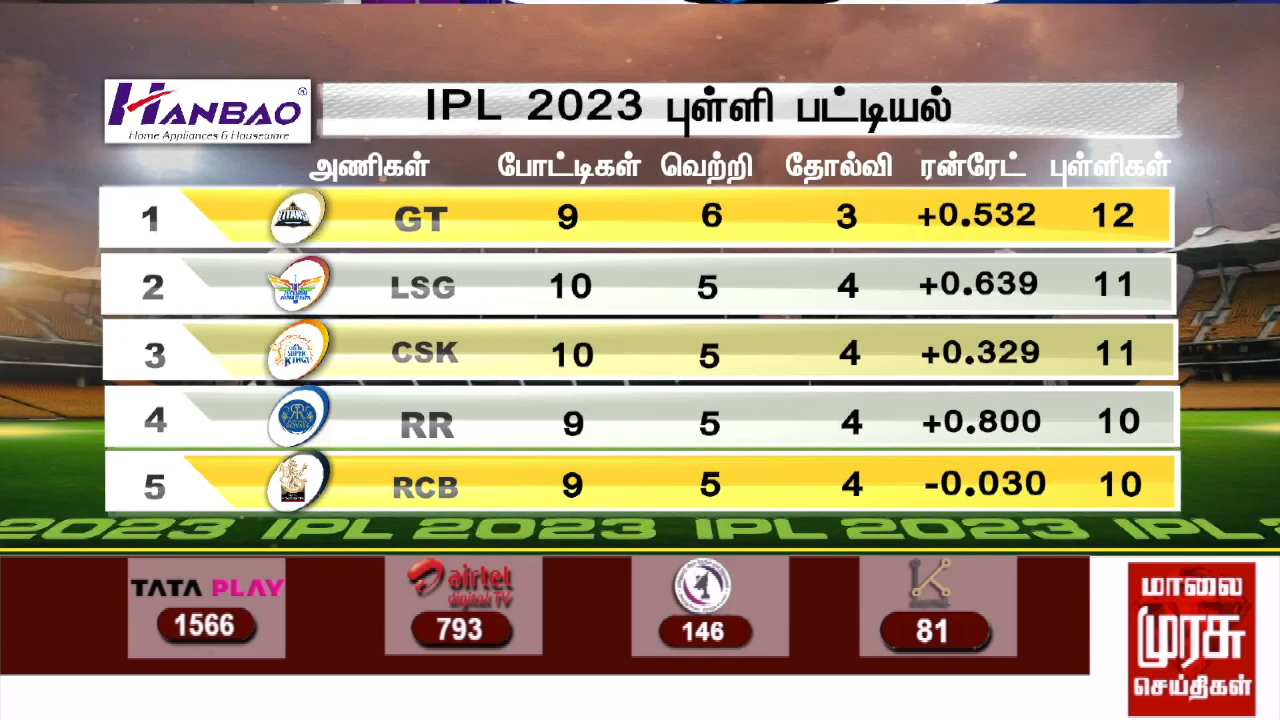 HANBAO
Home Appliances & Houseware
IPL 2023 புள்ளி பட்டியல்
அணிகள் போட்டிகள் வெற்றி தோல்வி ரன்ரேட் புள்ளிகள்
1 GT 9 6 3 +0.532 12
2 LSG 10 5 4 +0.639 11
3 CSK 10 5 4 +0.329 11
4 RR 9 5 4 +0.800 10
5 RCB 9 5 4 -0.030 10
2023 IPL 2023 IPL 2023 IPL
TATA PLAY
1566
airtel
digital TV
793
146
81
மாலை
முரசு
செய்திகள்